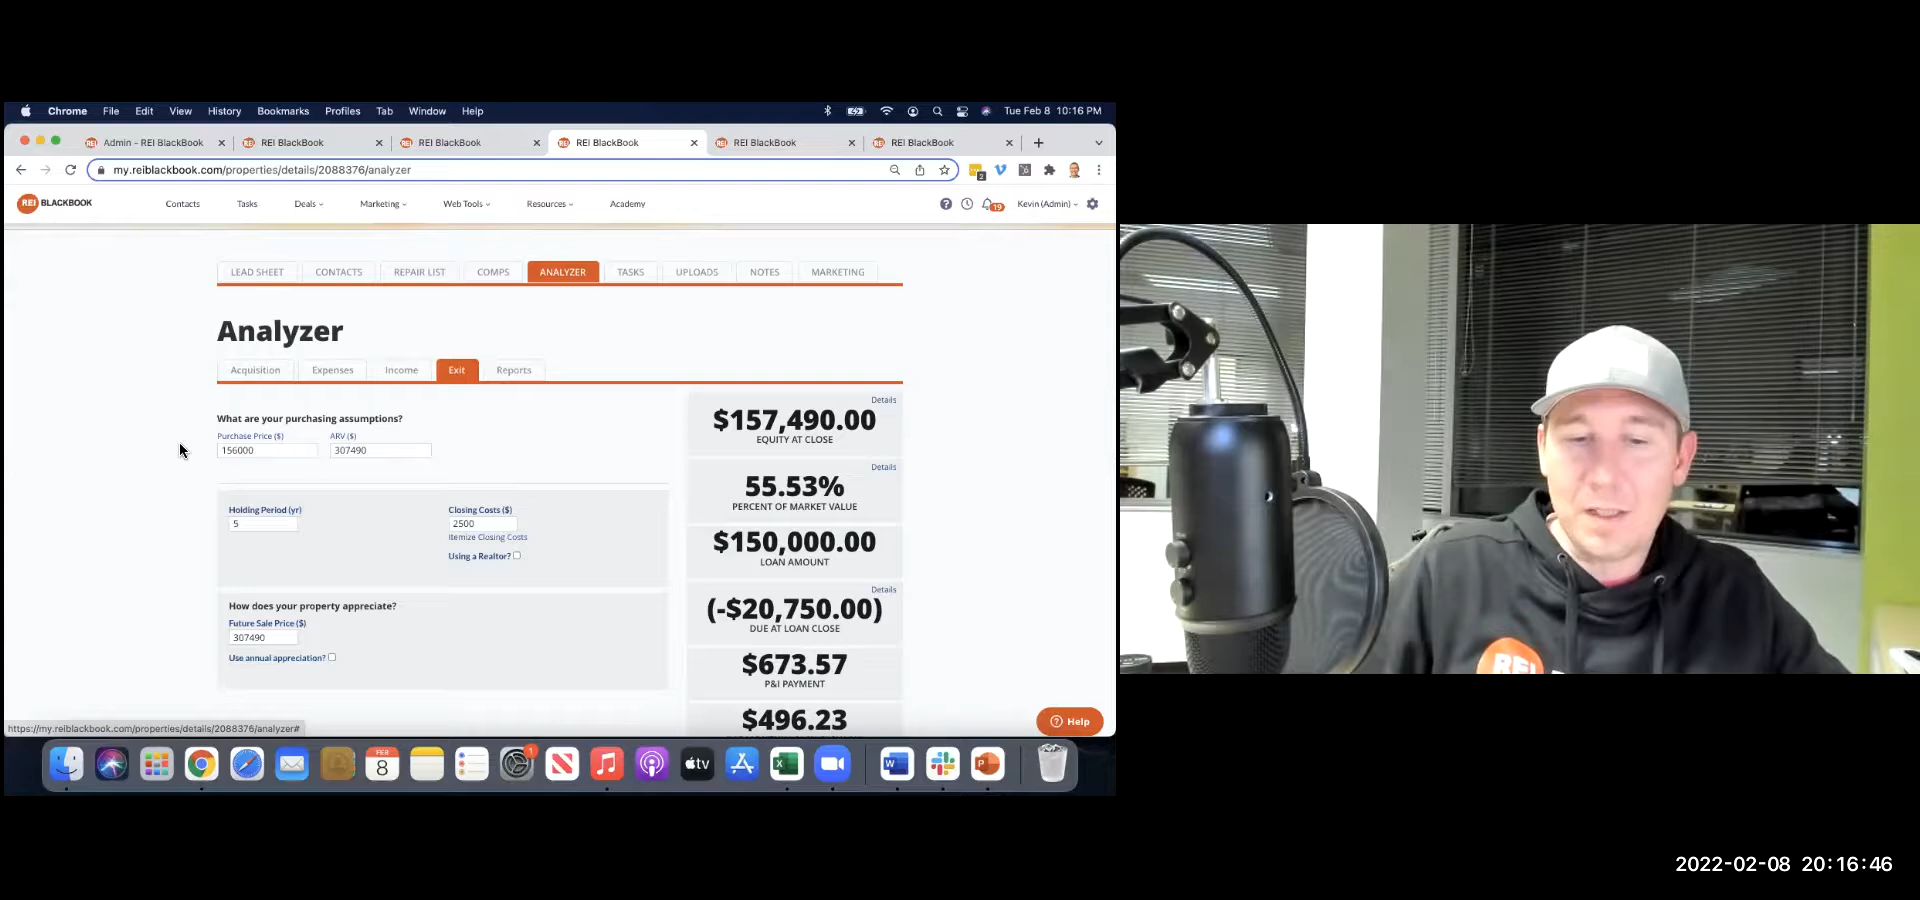 Chrome File Edit View History Bookmarks Profiles Tab Window Help Tue Feb 8 10:16 PM
Admin - REI BlackBook REI BlackBook REI BlackBook REI BlackBook REI BlackBook REI BlackBook
my.reiblackbook.com/properties/details/2088376/analyzer
REI BLACKBOOK Contacts Tasks Deals Marketing Web Tools Resources Academy 19 Kevin (Admin)
LEAD SHEET CONTACTS REPAIR LIST COMPS ANALYZER TASKS UPLOADS NOTES MARKETING
Analyzer
Acquisition Expenses Income Exit Reports
What are your purchasing assumptions?
Purchase Price ($) ARV ($)
156000 307490
Holding Period (yr) Closing Costs ($)
5 2500
Itemize Closing Costs
Using a Realtor?
How does your property appreciate?
Future Sale Price ($)
307490
Use annual appreciation?
Details
$157,490.00
EQUITY AT CLOSE
Details
55.53%
PERCENT OF MARKET VALUE
$150,000.00
LOAN AMOUNT
Details
(-$20,750.00)
DUE AT LOAN CLOSE
$673.57
P&I PAYMENT
$496.23
https://my.reiblackbook.com/properties/details/2088376/analyzer#
Help
FEB
8
tv
REI
2022-02-08 20:16:46